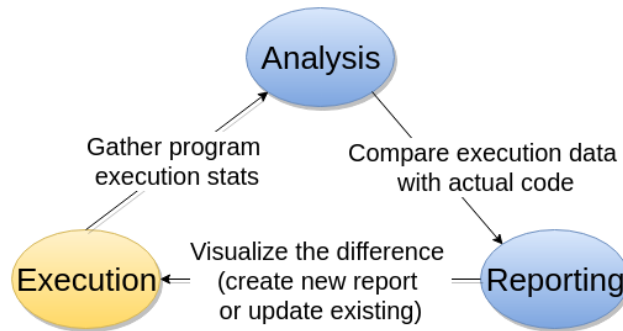 Analysis
Gather program
execution stats
Compare execution data
with actual code
Execution
Visualize the difference
(create new report
or update existing)
Reporting